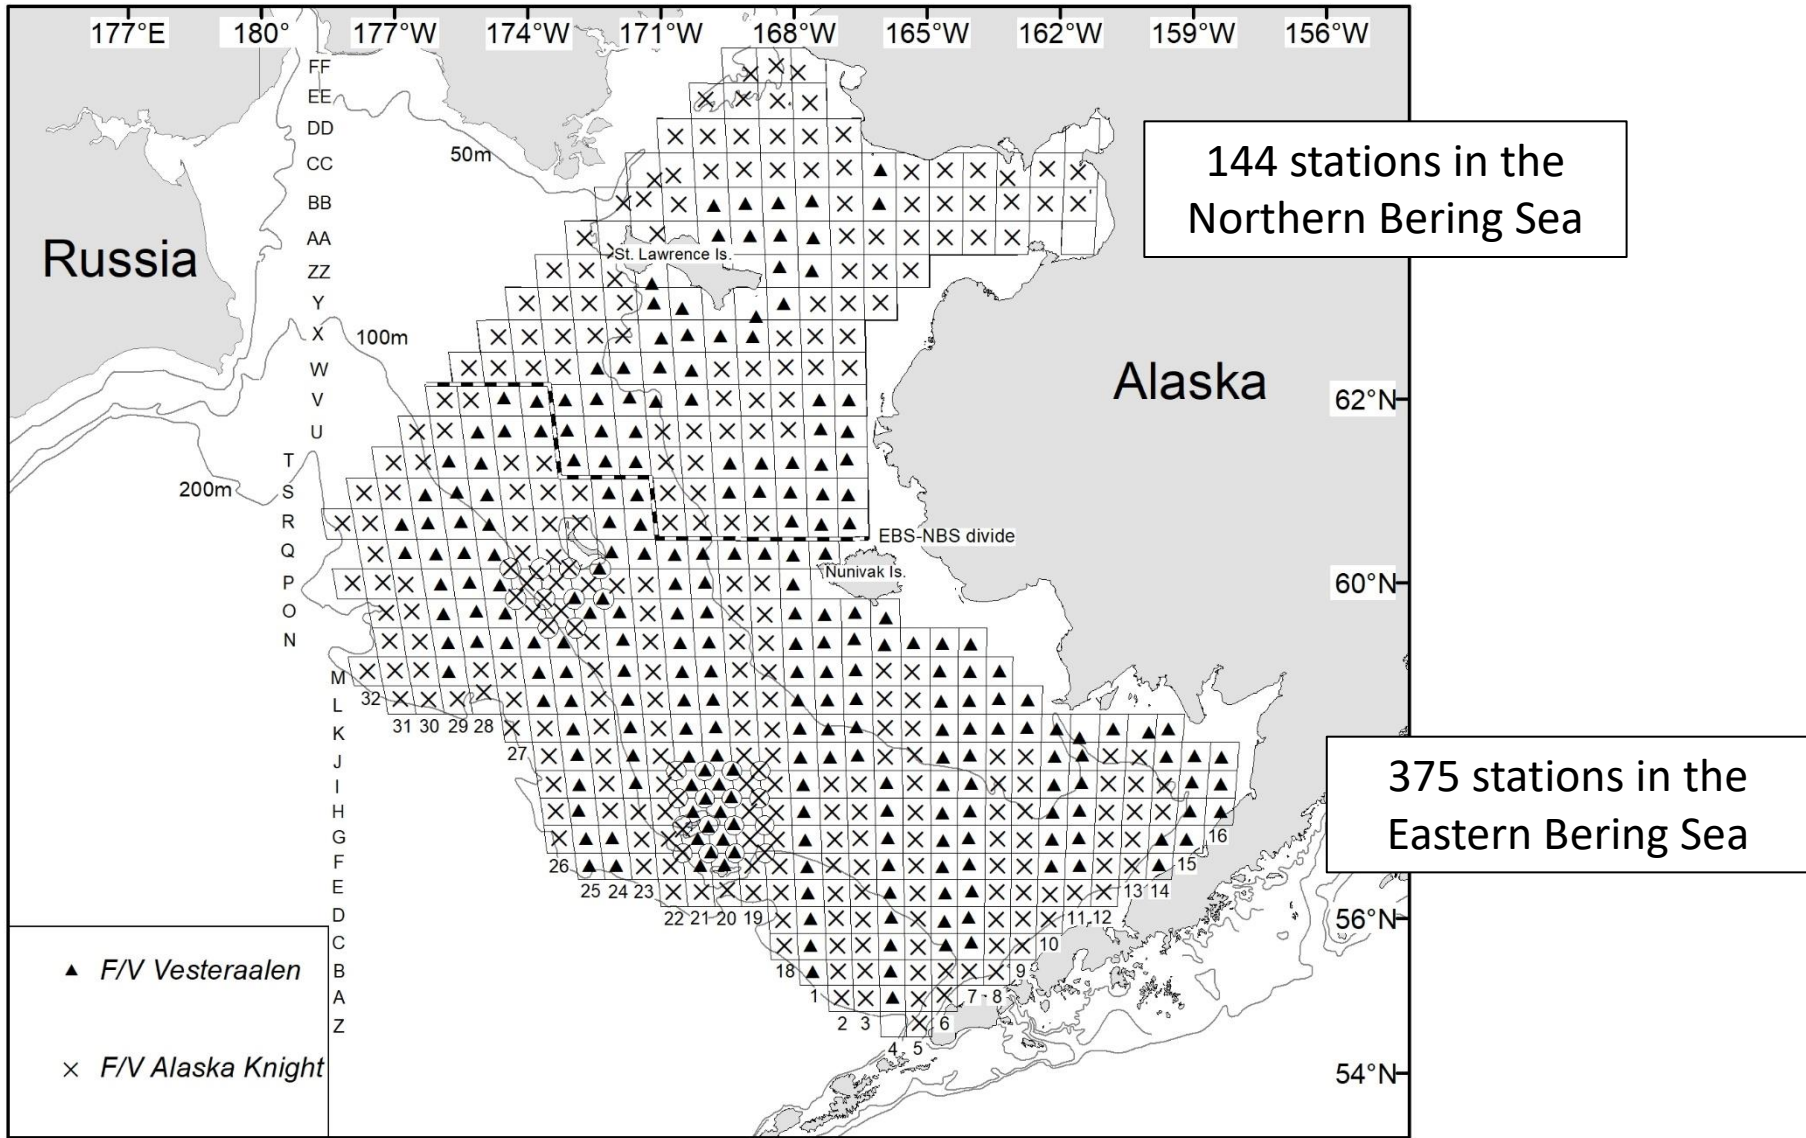 177°E 180° 177°W 174°W 171°W 168°W 165°W 162°W 159°W 156°W
FF
EE
DD
CC
BB
AA
ZZ
Y
X
W
V
U
T
S
R
Q
P
O
N
M
L
K
J
I
H
G
F
E
D
C
B
A
Z
50m
100m
200m
Russia
Alaska
St. Lawrence Is.
EBS-NBS divide
Nunivak Is.
62°N
60°N
56°N
54°N
144 stations in the
Northern Bering Sea
375 stations in the
Eastern Bering Sea
32
31 30 29 28
27
26
25 24 23
22 21 20 19
18
1
2 3
4 5
6
7 8
9
10
11 12
13 14
15
16
F/V Vesteraalen
F/V Alaska Knight